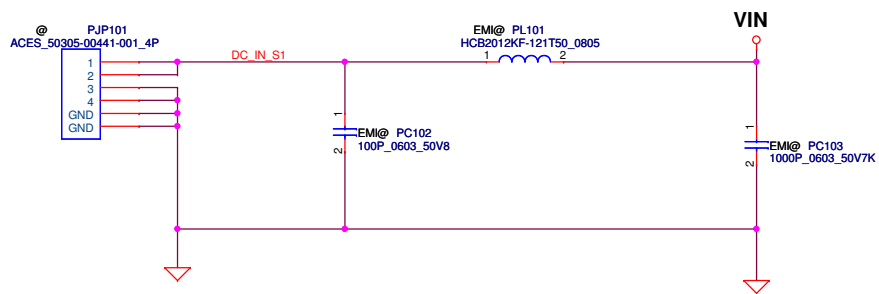 @ PJP101
ACES_50305-00441-001_4P
1
2
3
4
GND
GND
DC_IN_S1
EMI@ PL101
HCB2012KF-121T50_0805
1 2
VIN
1
EMI@ PC102
100P_0603_50V8
2
1
EMI@ PC103
1000P_0603_50V7K
2